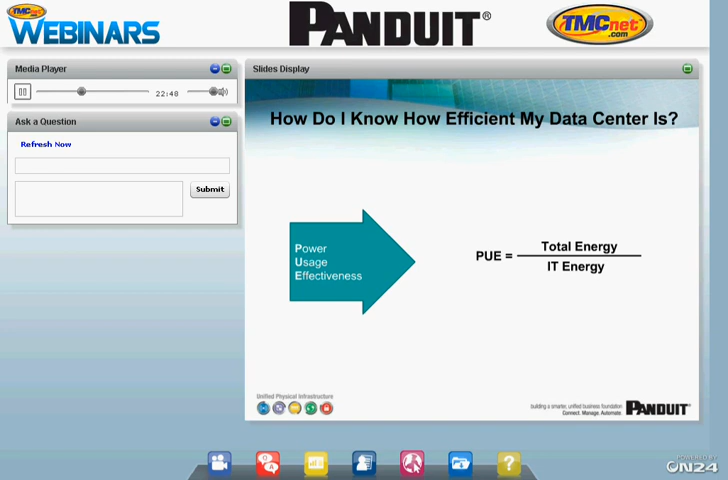 TMCnet
WEBINARS
PANDUIT®
TMCnet
.com
Media Player
22:48
Ask a Question
Refresh Now
Submit
Slides Display
How Do I Know How Efficient My Data Center Is?
Power
Usage
Effectiveness
PUE = Total Energy
IT Energy
Unified Physical Infrastructure
building a smarter, unified business foundation
Connect. Manage. Automate.
PANDUIT
Q
A
?
POWERED BY
ON24